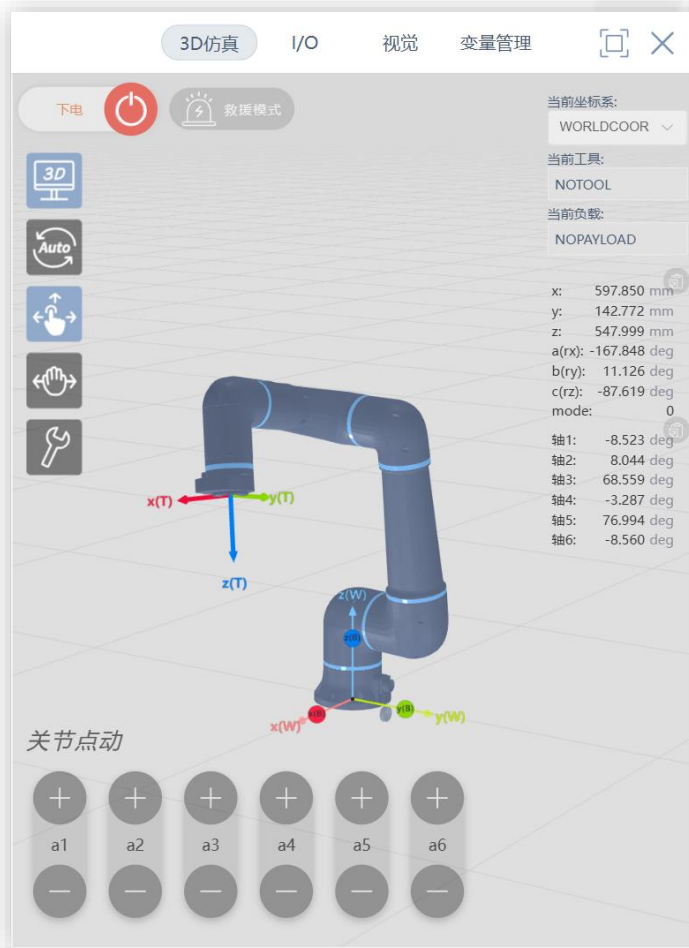 3D仿真 I/O 视觉 变量管理
下电 救援模式
当前坐标系:
WORLDCOOR
当前工具:
NOTOOL
当前负载:
NOPAYLOAD
3D
Auto
x: 597.850 mm
y: 142.772 mm
z: 547.999 mm
a(rx): -167.848 deg
b(ry): 11.126 deg
c(rz): -87.619 deg
mode: 0
轴1: -8.523 deg
轴2: 8.044 deg
轴3: 68.559 deg
轴4: -3.287 deg
轴5: 76.994 deg
轴6: -8.560 deg
x(T) y(T)
z(T)
z(W)
z(B)
x(W) x(B) y(B) y(W)
关节点动
a1 a2 a3 a4 a5 a6